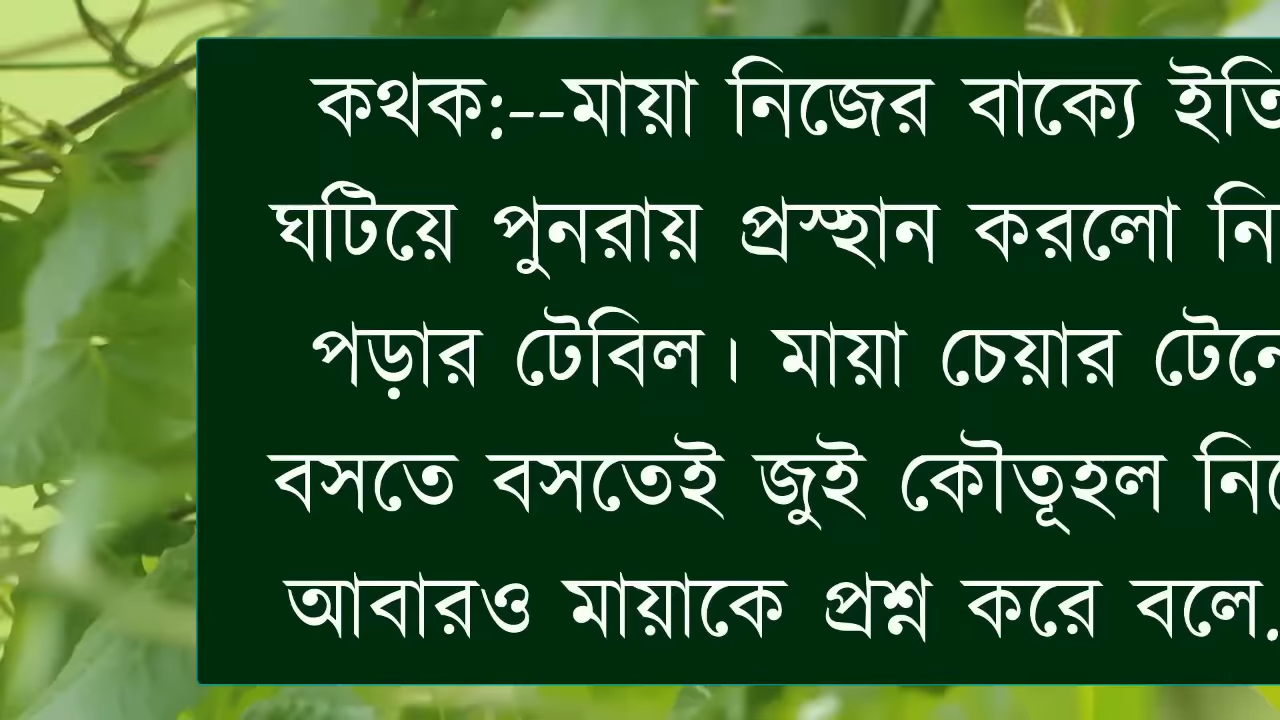 কথক:--মায়া নিজের বাক্যে ইতি
ঘটিয়ে পুনরায় প্রস্থান করলো নি
পড়ার টেবিল। মায়া চেয়ার টেনে
বসতে বসতেই জুই কৌতূহল নি
আবারও মায়াকে প্রশ্ন করে বলে.